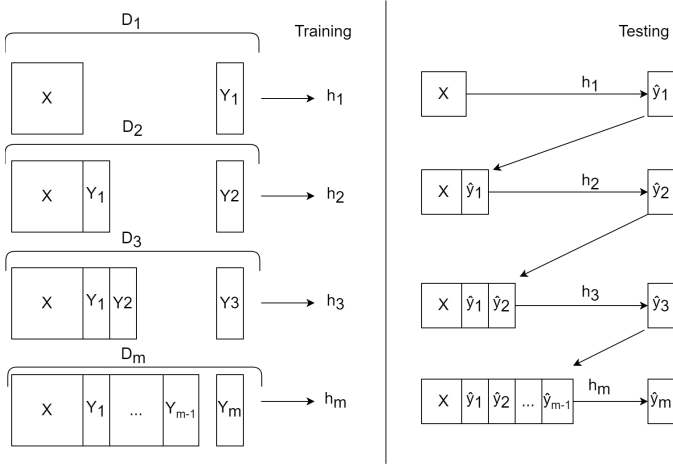 D1
Training
Testing
X Y1 h1
X h1 ŷ1
D2
X Y1 Y2 h2
X ŷ1 h2 ŷ2
D3
X Y1 Y2 Y3 h3
X ŷ1 ŷ2 h3 ŷ3
Dm
X Y1 ... Ym-1 Ym hm
X ŷ1 ŷ2 ... ŷm-1 hm ŷm